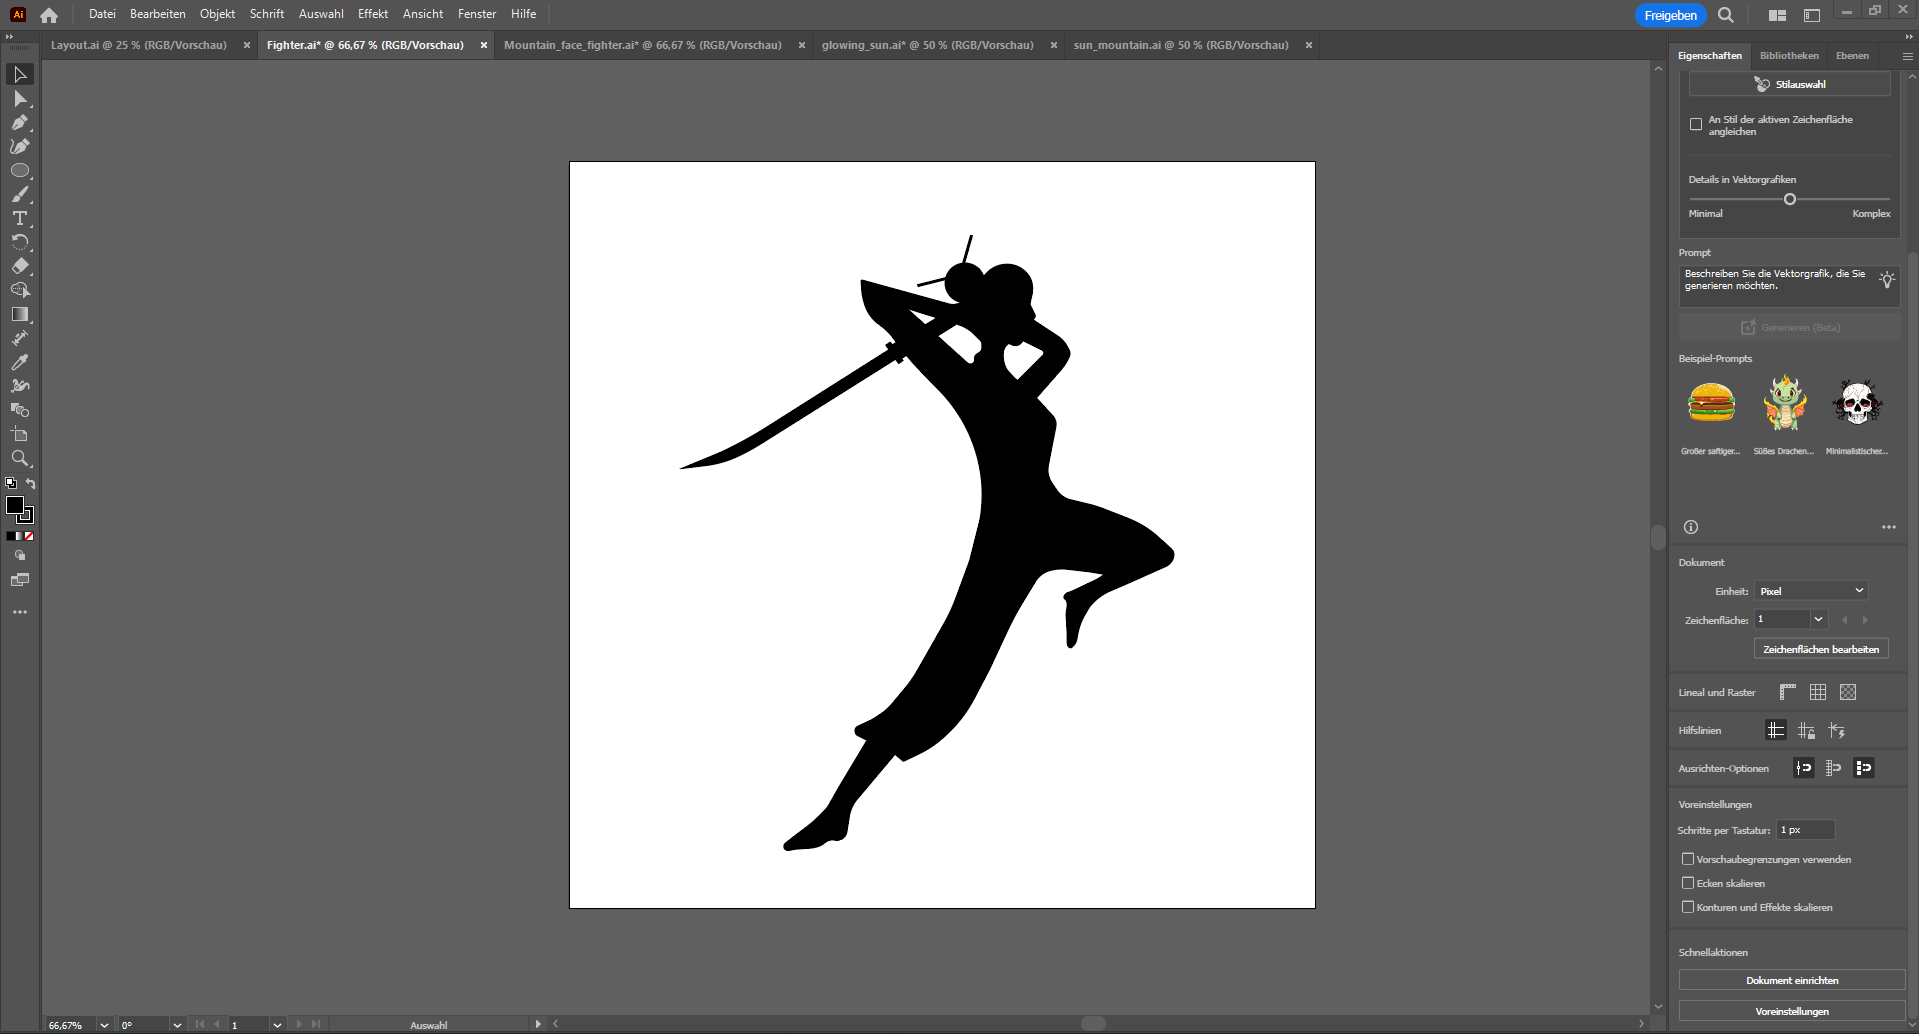 Ai
Datei Bearbeiten Objekt Schrift Auswahl Effekt Ansicht Fenster Hilfe
Freigeben
Layout.ai @ 25 % (RGB/Vorschau)
Fighter.ai* @ 66,67 % (RGB/Vorschau)
Mountain_face_fighter.ai* @ 66,67 % (RGB/Vorschau)
glowing_sun.ai* @ 50 % (RGB/Vorschau)
sun_mountain.ai @ 50 % (RGB/Vorschau)
Eigenschaften Bibliotheken Ebenen
Stilauswahl
An Stil der aktiven Zeichenfläche
angleichen
Details in Vektorgrafiken
Minimal Komplex
Prompt
Beschreiben Sie die Vektorgrafik, die Sie
generieren möchten.
Generieren (Beta)
Beispiel-Prompts
Großer saftiger... Süßes Drachen... Minimalistischer...
Dokument
Einheit: Pixel
Zeichenfläche: 1
Zeichenflächen bearbeiten
Lineal und Raster
Hilfslinien
Ausrichten-Optionen
Voreinstellungen
Schritte per Tastatur: 1 px
Vorschaubegrenzungen verwenden
Ecken skalieren
Konturen und Effekte skalieren
Schnellaktionen
Dokument einrichten
Voreinstellungen
66,67% 0° 1 Auswahl